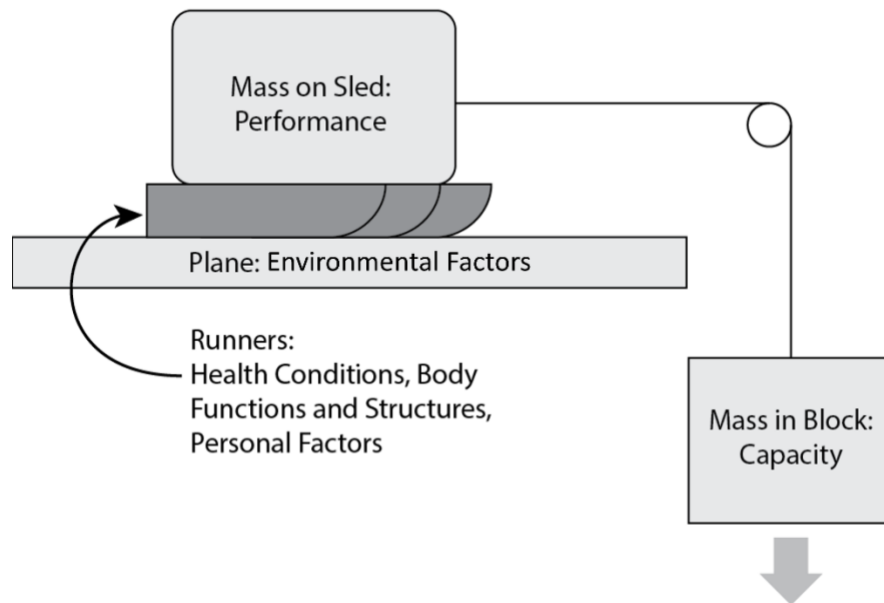 Mass on Sled:
Performance
Plane: Environmental Factors
Runners:
Health Conditions, Body
Functions and Structures,
Personal Factors
Mass in Block:
Capacity